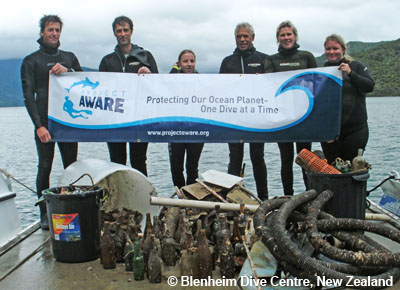 PROJECT
AWARE
Protecting Our Ocean Planet-
One Dive at a Time
www.projectaware.org
© Blenheim Dive Centre, New Zealand